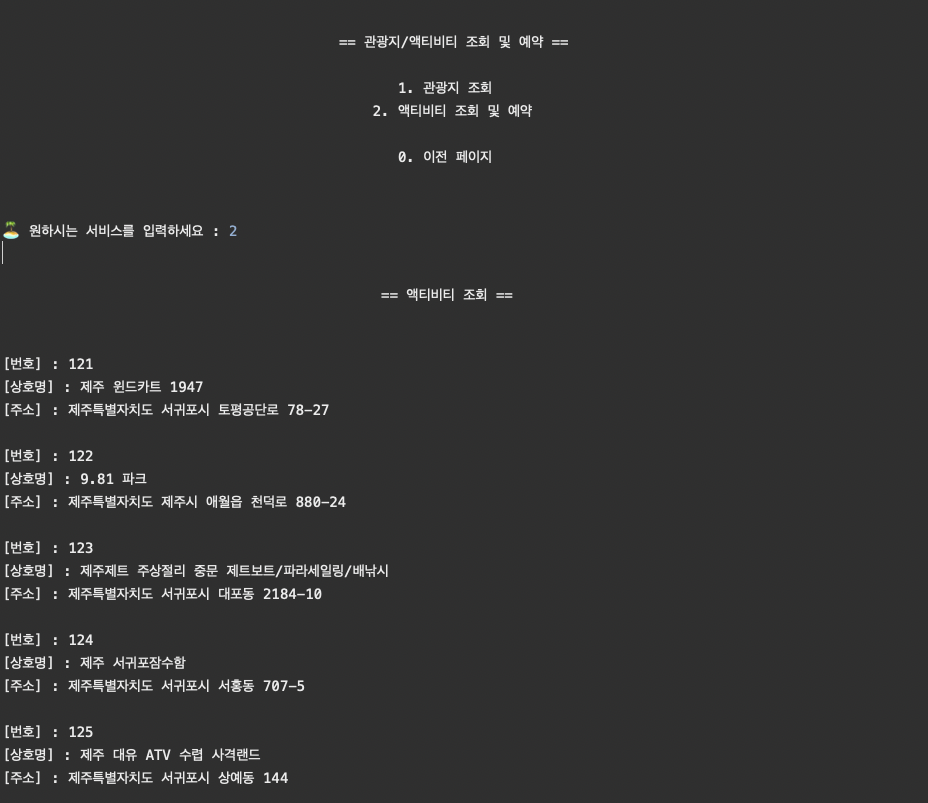 == 관광지/액티비티 조회 및 예약 ==
1. 관광지 조회
2. 액티비티 조회 및 예약
0. 이전 페이지
🏝️ 원하시는 서비스를 입력하세요 : 2
== 액티비티 조회 ==
[번호] : 121
[상호명] : 제주 윈드카트 1947
[주소] : 제주특별자치도 서귀포시 토평공단로 78-27
[번호] : 122
[상호명] : 9.81 파크
[주소] : 제주특별자치도 제주시 애월읍 천덕로 880-24
[번호] : 123
[상호명] : 제주제트 주상절리 중문 제트보트/파라세일링/배낚시
[주소] : 제주특별자치도 서귀포시 대포동 2184-10
[번호] : 124
[상호명] : 제주 서귀포잠수함
[주소] : 제주특별자치도 서귀포시 서홍동 707-5
[번호] : 125
[상호명] : 제주 대유 ATV 수렵 사격랜드
[주소] : 제주특별자치도 서귀포시 상예동 144